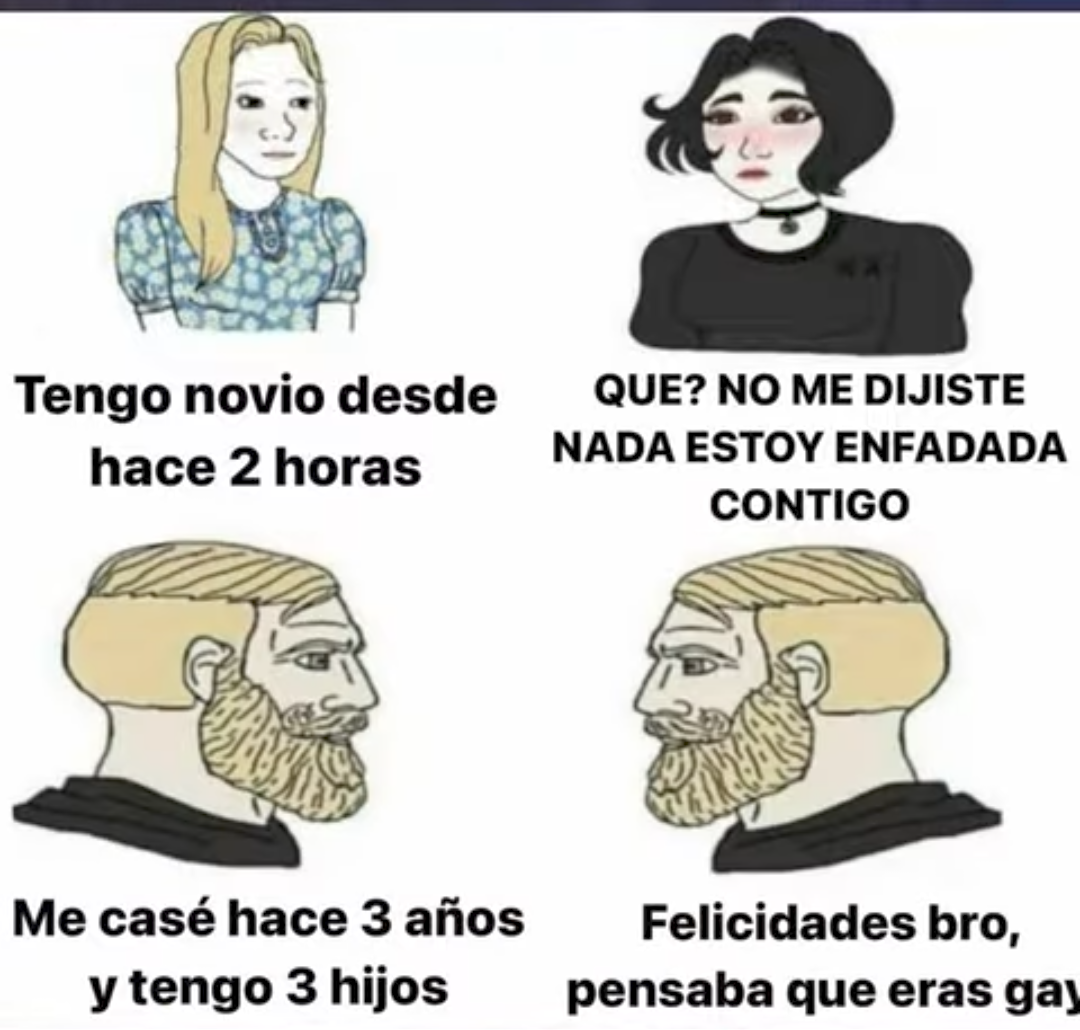 Tengo novio desde
hace 2 horas
QUE? NO ME DIJISTE
NADA ESTOY ENFADADA
CONTIGO
Me casé hace 3 años
y tengo 3 hijos
Felicidades bro,
pensaba que eras gay